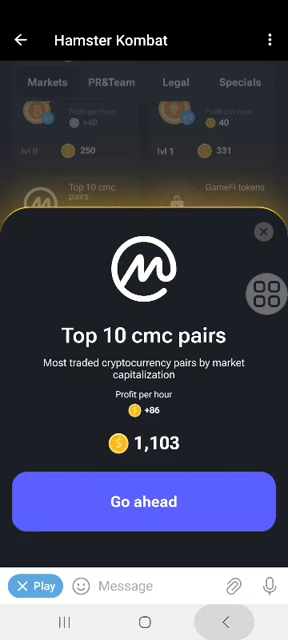 Hamster Kombat
Markets PR&Team Legal Specials
Profit per hour Profit per hour
+40 40
lvl 0 250 lvl 1 331
Top 10 cmc
pairs
GameFi tokens
Top 10 cmc pairs
Most traded cryptocurrency pairs by market
capitalization
Profit per hour
+86
1,103
Go ahead
Play Message